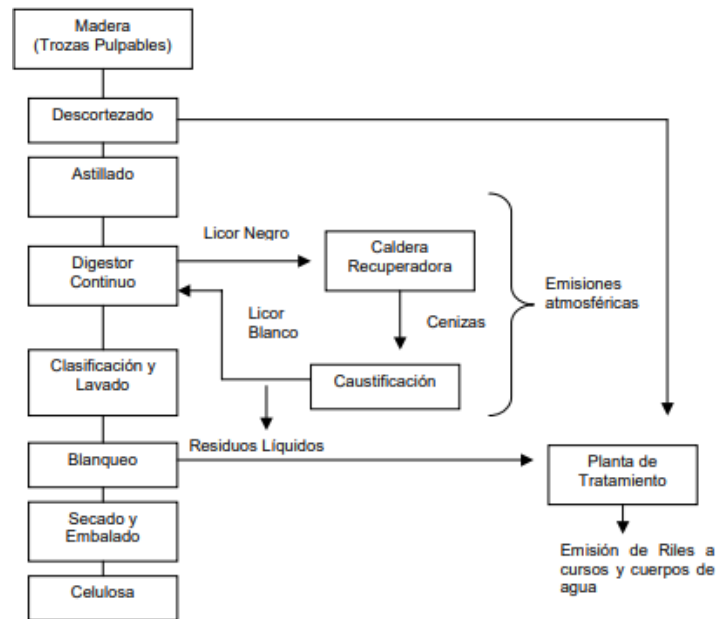 Madera
(Trozas Pulpables)
Descortezado
Astillado
Licor Negro
Digestor
Continuo
Caldera
Recuperadora
Emisiones
atmosféricas
Licor
Blanco
Cenizas
Clasificación y
Lavado
Caustificación
Residuos Líquidos
Blanqueo
Planta de
Tratamiento
Secado y
Embalado
Emisión de Riles a
cursos y cuerpos de
agua
Celulosa